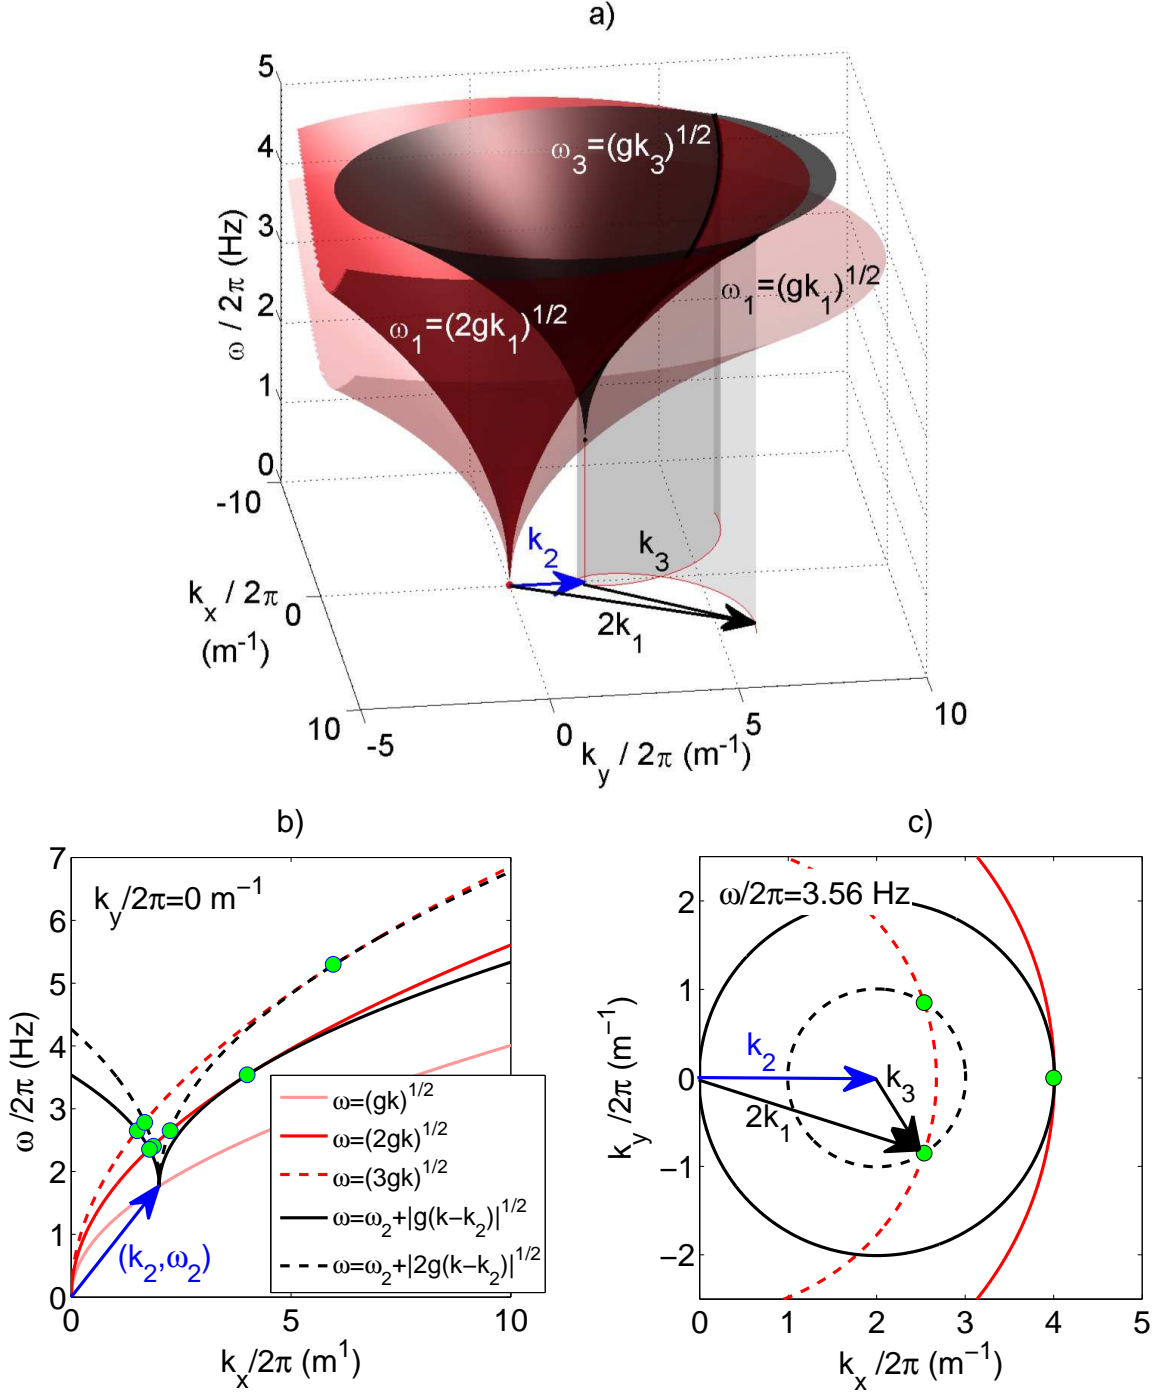 a)
5
4
3
2
1
0
ω / 2π (Hz)
ω3=(gk3)1/2
ω1=(gk1)1/2
ω1=(2gk1)1/2
-10
0
10
kx / 2π
(m-1)
k2
k3
2k1
-5
0
5
10
ky / 2π (m-1)
b)
7
6
5
4
3
2
1
0
ω/2π (Hz)
ky/2π=0 m−1
(k2,ω2)
ω=(gk)1/2
ω=(2gk)1/2
ω=(3gk)1/2
ω=ω2+|g(k−k2)|1/2
ω=ω2+|2g(k−k2)|1/2
0
5
10
kx/2π (m1)
c)
2
1
0
−1
−2
ky/2π (m−1)
ω/2π=3.56 Hz
k2
k3
2k1
0
1
2
3
4
5
kx/2π (m−1)